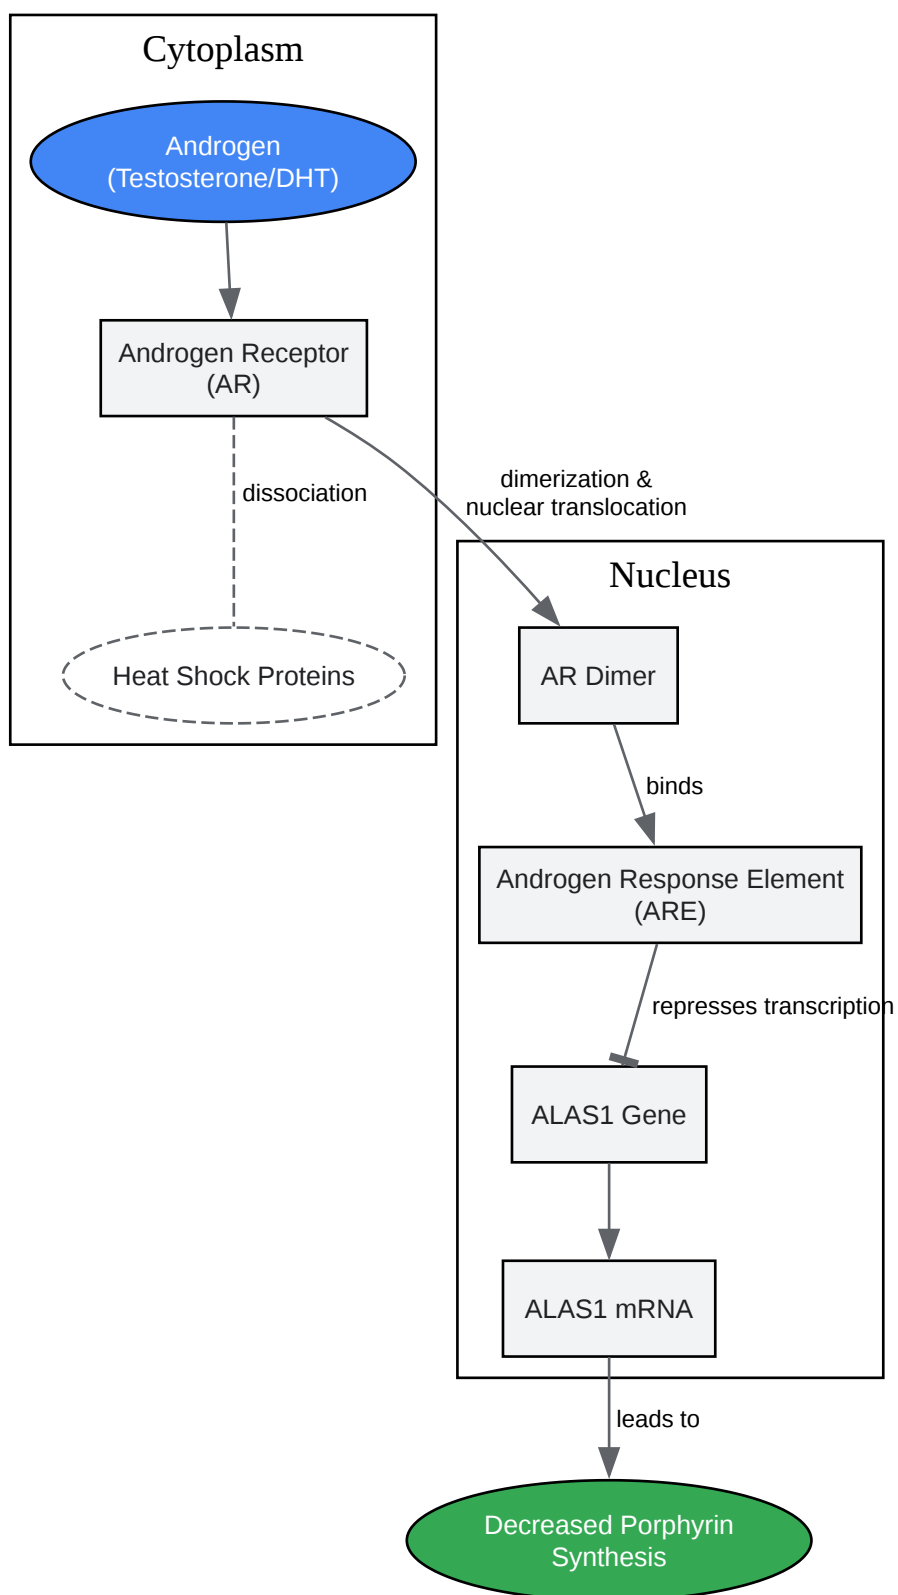 Cytoplasm
Androgen
(Testosterone/DHT)
Androgen Receptor
(AR)
dissociation
dimerization &
nuclear translocation
Heat Shock Proteins
Nucleus
AR Dimer
binds
Androgen Response Element
(ARE)
represses transcription
ALAS1 Gene
ALAS1 mRNA
leads to
Decreased Porphyrin
Synthesis